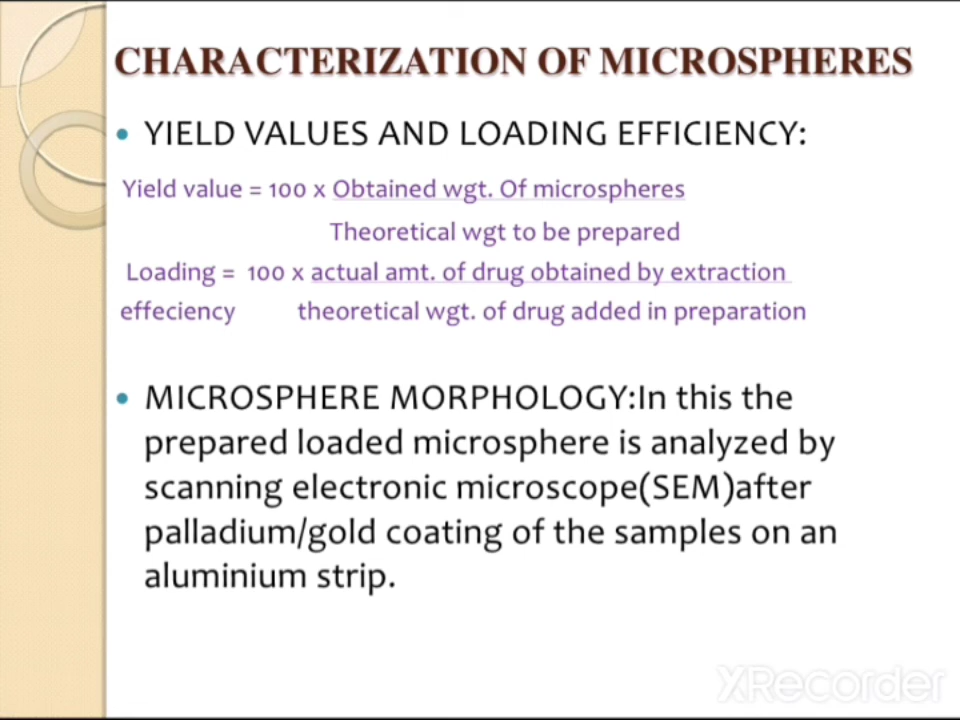 CHARACTERIZATION OF MICROSPHERES
• YIELD VALUES AND LOADING EFFICIENCY:
Yield value = 100 x Obtained wgt. Of microspheres
Theoretical wgt to be prepared
Loading = 100 x actual amt. of drug obtained by extraction
effeciency theoretical wgt. of drug added in preparation
• MICROSPHERE MORPHOLOGY:In this the
prepared loaded microsphere is analyzed by
scanning electronic microscope(SEM)after
palladium/gold coating of the samples on an
aluminium strip.
XRecorder